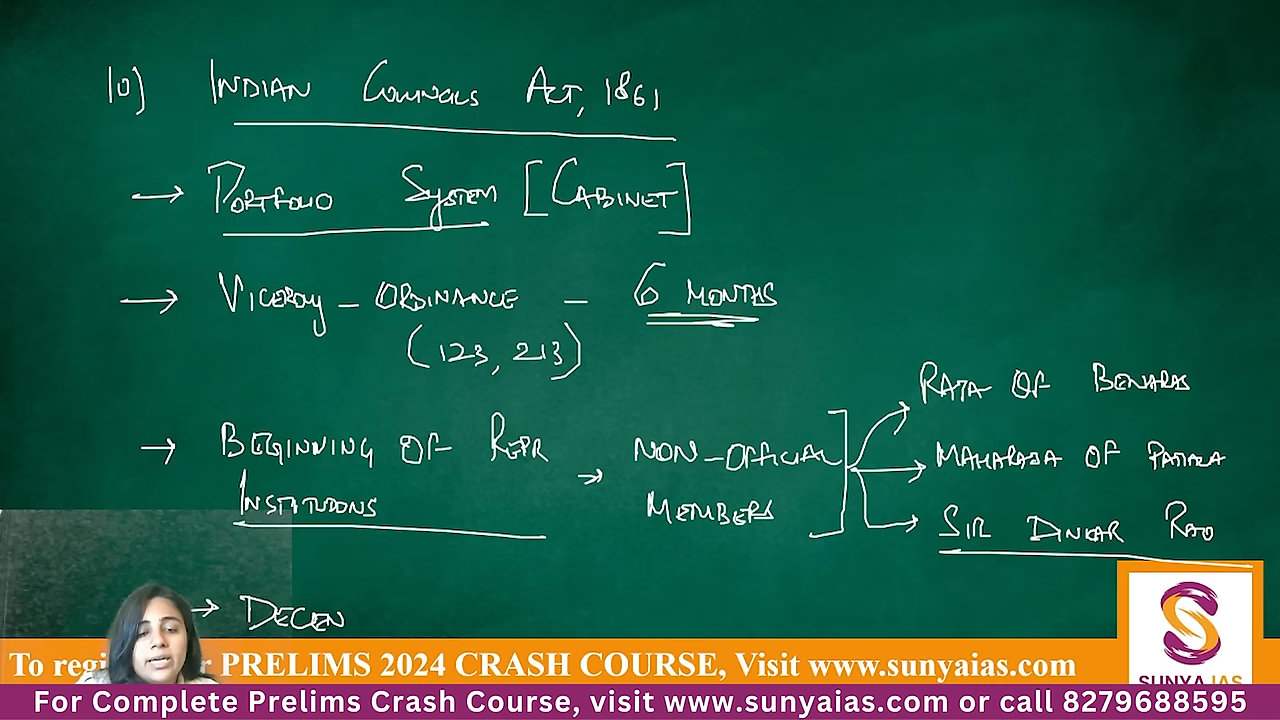 10) INDIAN COUNCILS ACT, 1861
→ PORTFOLIO SYSTEM [CABINET]
→ VICEROY – ORDINANCE – 6 MONTHS
(123, 213)
→ BEGINNING OF REPR
INSTITUTIONS
→ NON-OFFICIAL
MEMBERS
RAJA OF BENARAS
MAHARAJA OF PATIALA
SIR DINKAR RAO
→ DECEN
To regi r PRELIMS 2024 CRASH COURSE, Visit www.sunyaias.com
SUNYA IAS
For Complete Prelims Crash Course, visit www.sunyaias.com or call 8279688595